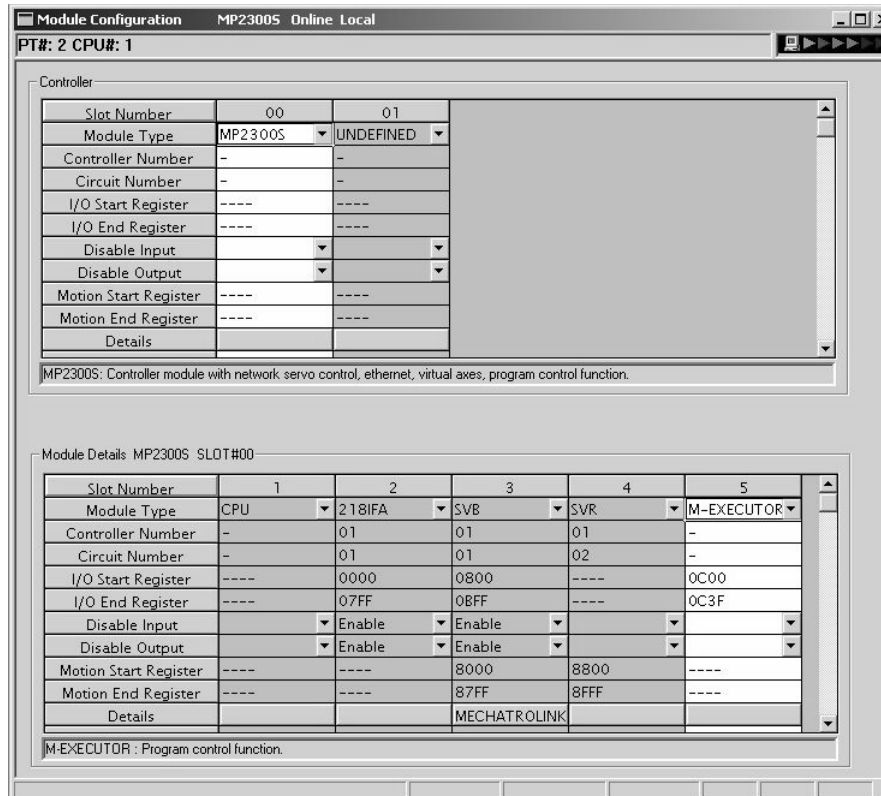 Module Configuration MP2300S Online Local
PT#: 2 CPU#: 1
Controller
Slot Number 00 01
Module Type MP2300S UNDEFINED
Controller Number - -
Circuit Number - -
I/O Start Register ---- ----
I/O End Register ---- ----
Disable Input
Disable Output
Motion Start Register ---- ----
Motion End Register ---- ----
Details
MP2300S: Controller module with network servo control, ethernet, virtual axes, program control function.
Module Details MP2300S SLOT#00
Slot Number 1 2 3 4 5
Module Type CPU 218IFA SVB SVR M-EXECUTOR
Controller Number - 01 01 01 -
Circuit Number - 01 01 02 -
I/O Start Register ---- 0000 0800 ---- 0C00
I/O End Register ---- 07FF 0BFF ---- 0C3F
Disable Input Enable Enable
Disable Output Enable Enable
Motion Start Register ---- ---- 8000 8800 ----
Motion End Register ---- ---- 87FF 8FFF ----
Details MECHATROLINK
M-EXECUTOR : Program control function.